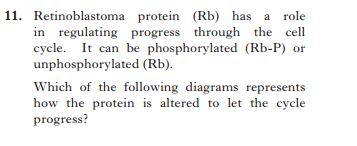 11. Retinoblastoma protein (Rb) has a role
in regulating progress through the cell
cycle. It can be phosphorylated (Rb-P) or
unphosphorylated (Rb).
Which of the following diagrams represents
how the protein is altered to let the cycle
progress?